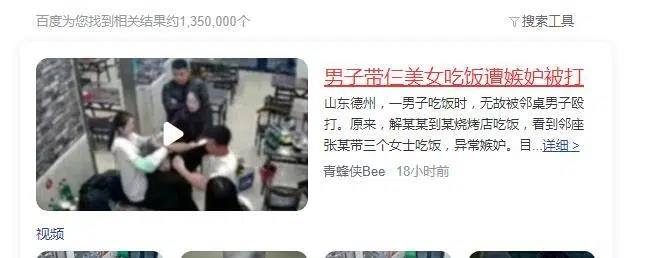 百度为您找到相关结果约1,350,000个
搜索工具
男子带仨美女吃饭遭嫉妒被打
山东德州，一男子吃饭时，无故被邻桌男子殴
打。原来，解某某到某烧烤店吃饭，看到邻座
张某带三个女士吃饭，异常嫉妒。目...详细 >
青蜂侠Bee 18小时前
视频